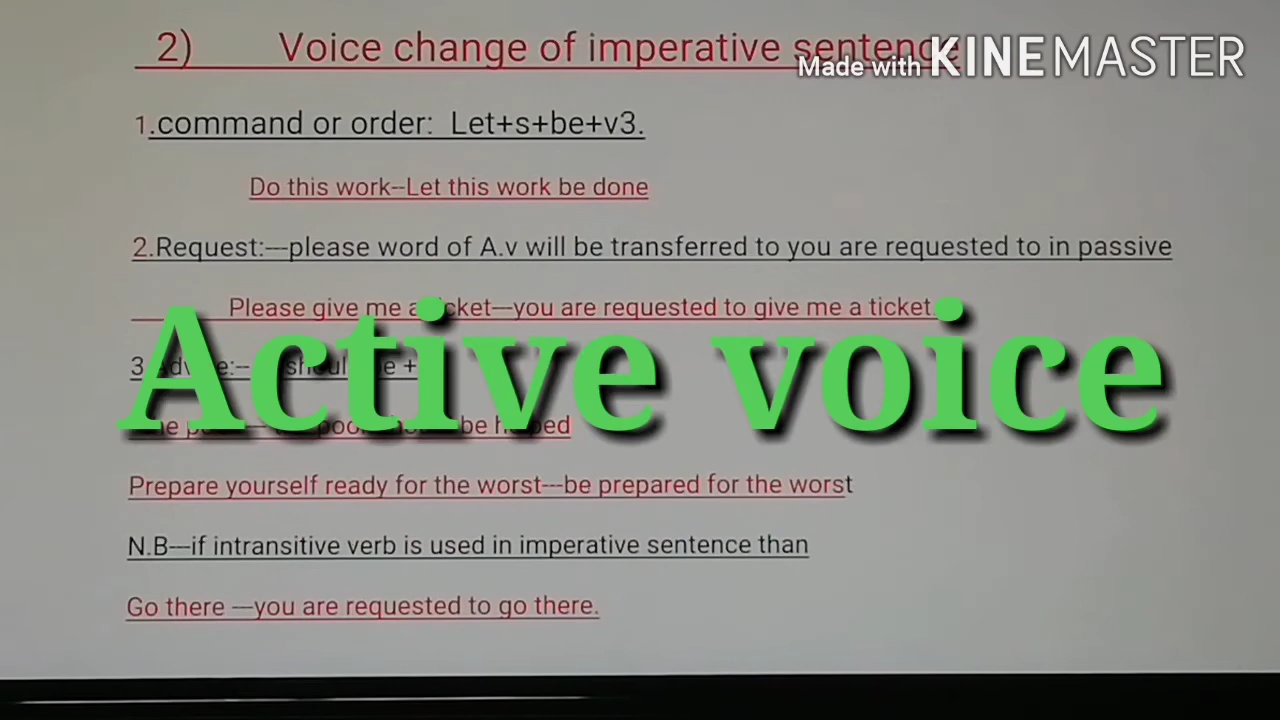 2) Voice change of imperative sentence
Made with KINEMASTER
1.command or order: Let+s+be+v3.
Do this work--Let this work be done
2.Request:---please word of A.v will be transferred to you are requested to in passive
Please give me a ticket---you are requested to give me a ticket
3 +
be
Active voice
Prepare yourself ready for the worst---be prepared for the worst
N.B---if intransitive verb is used in imperative sentence than
Go there ---you are requested to go there.